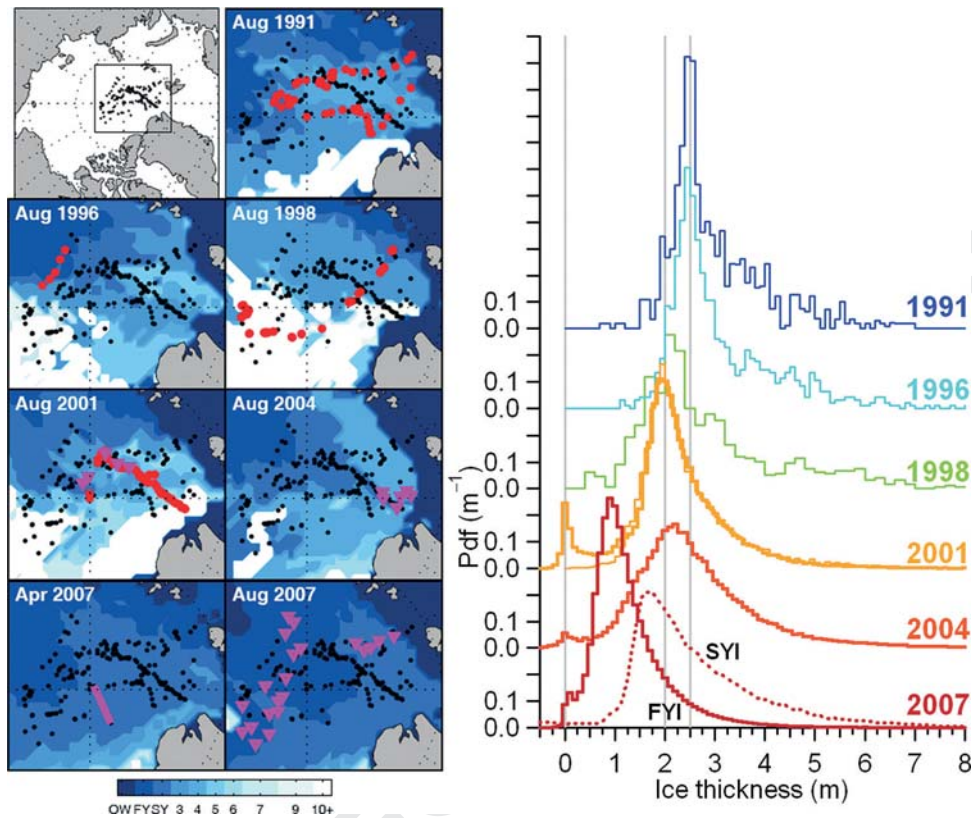 Aug 1991
Aug 1996
Aug 1998
Aug 2001
Aug 2004
Apr 2007
Aug 2007
OW FY SY 3 4 5 6 7 9 10+
Pdf (m⁻¹)
0.1
0.0
1991
0.1
0.0
1996
0.1
0.0
1998
0.1
0.0
2001
0.1
0.0
2004
SYI
0.1
0.0
FYI
2007
0 1 2 3 4 5 6 7 8
Ice thickness (m)